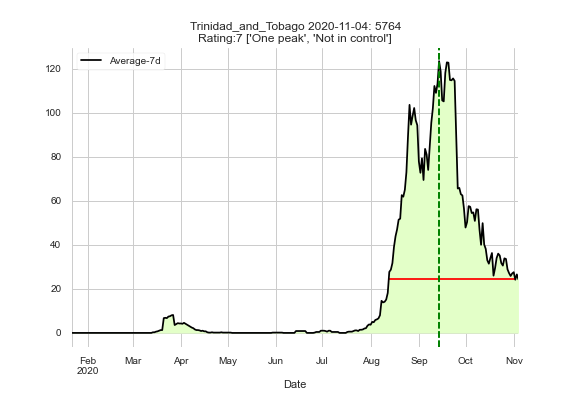 Trinidad_and_Tobago 2020-11-04: 5764
Rating:7 ['One peak', 'Not in control']
Average-7d
120
100
80
60
40
20
0
Feb Mar Apr May Jun Jul Aug Sep Oct Nov
2020
Date